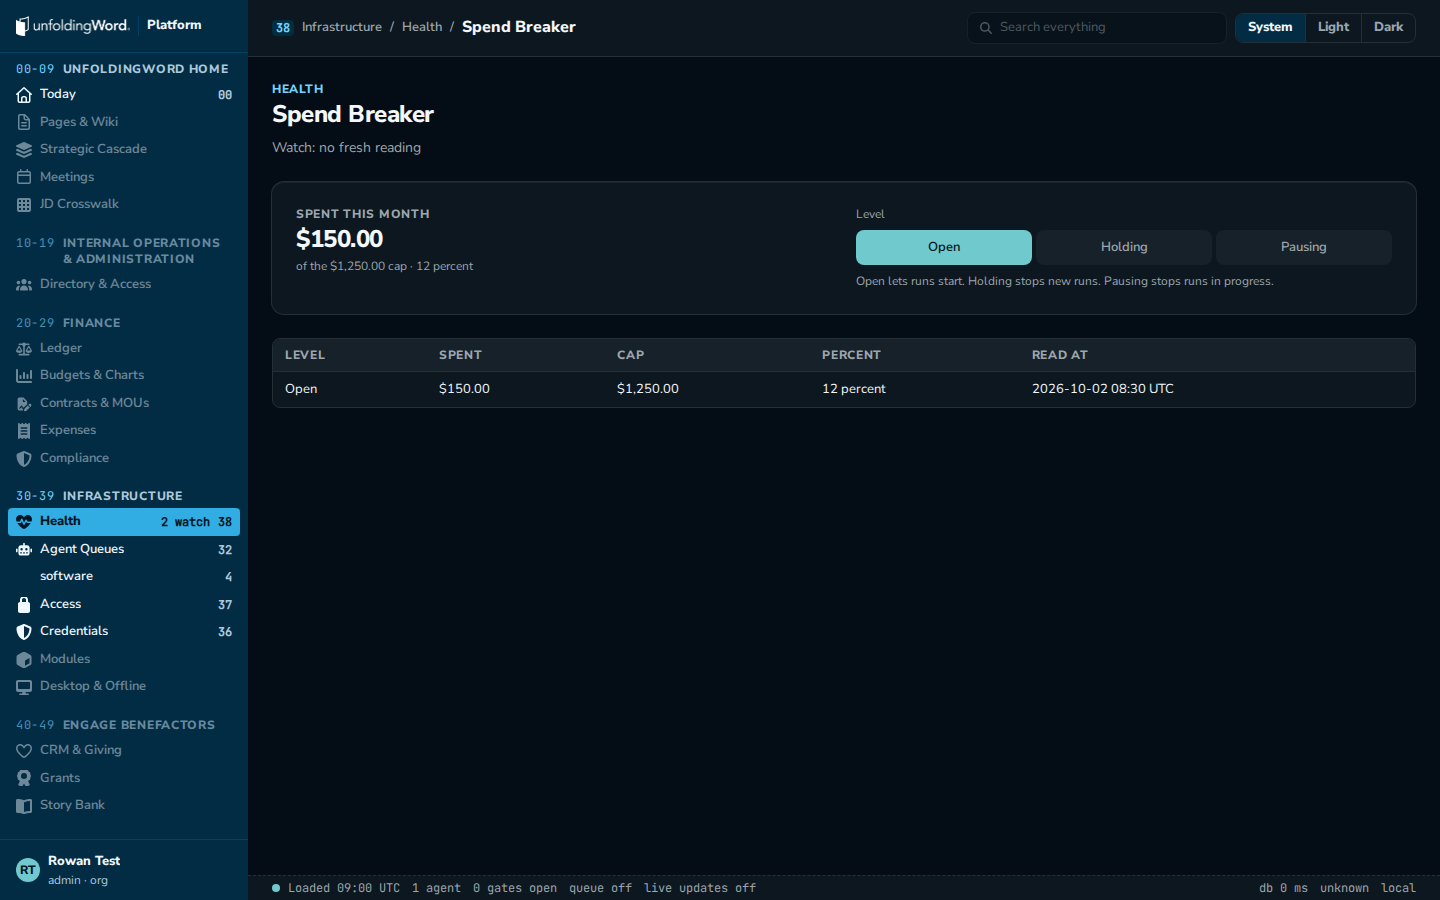 unfoldingWord Platform
00-09 UNFOLDINGWORD HOME
Today 00
Pages & Wiki
Strategic Cascade
Meetings
JD Crosswalk
10-19 INTERNAL OPERATIONS
& ADMINISTRATION
Directory & Access
20-29 FINANCE
Ledger
Budgets & Charts
Contracts & MOUs
Expenses
Compliance
30-39 INFRASTRUCTURE
Health 2 watch 38
Agent Queues 32
software 4
Access 37
Credentials 36
Modules
Desktop & Offline
40-49 ENGAGE BENEFACTORS
CRM & Giving
Grants
Story Bank
RT Rowan Test
admin · org
38 Infrastructure / Health / Spend Breaker
Search everything
System Light Dark
HEALTH
Spend Breaker
Watch: no fresh reading
SPENT THIS MONTH
$150.00
of the $1,250.00 cap · 12 percent
Level
Open Holding Pausing
Open lets runs start. Holding stops new runs. Pausing stops runs in progress.
LEVEL SPENT CAP PERCENT READ AT
Open $150.00 $1,250.00 12 percent 2026-10-02 08:30 UTC
Loaded 09:00 UTC 1 agent 0 gates open queue off live updates off
db 0 ms unknown local